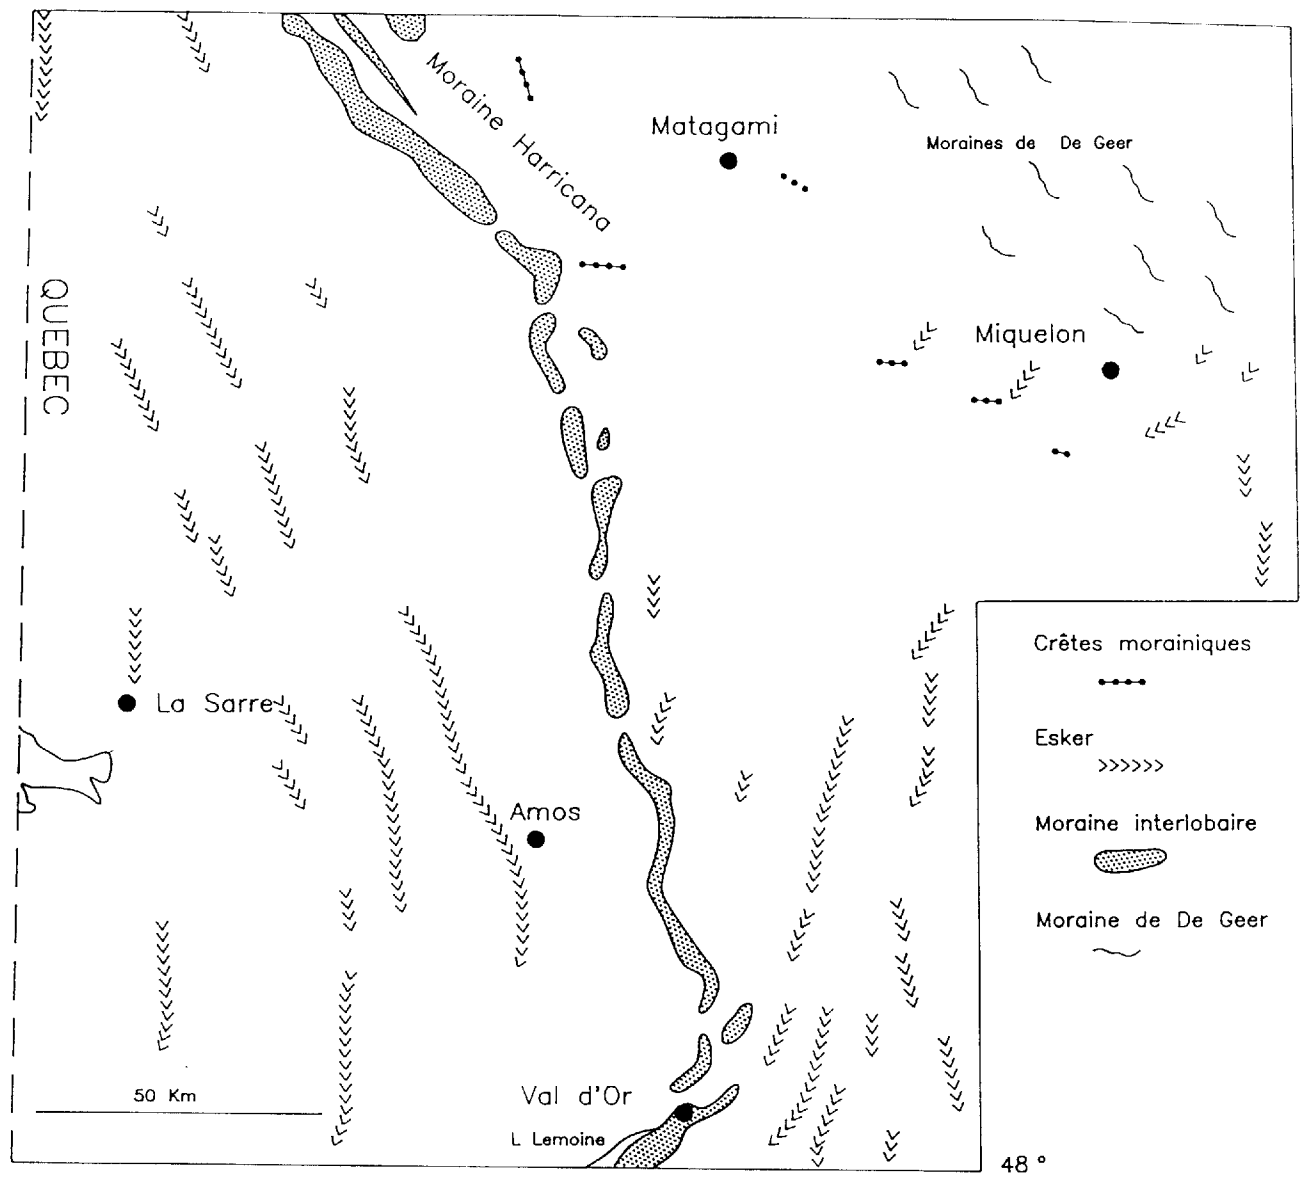 Moraine Harricana
Matagami
Moraines de De Geer
QUEBEC
Miquelon
Crêtes morainiques
La Sarre
Esker
Amos
Moraine interlobaire
Moraine de De Geer
50 Km
Val d'Or
L Lemoine
48°